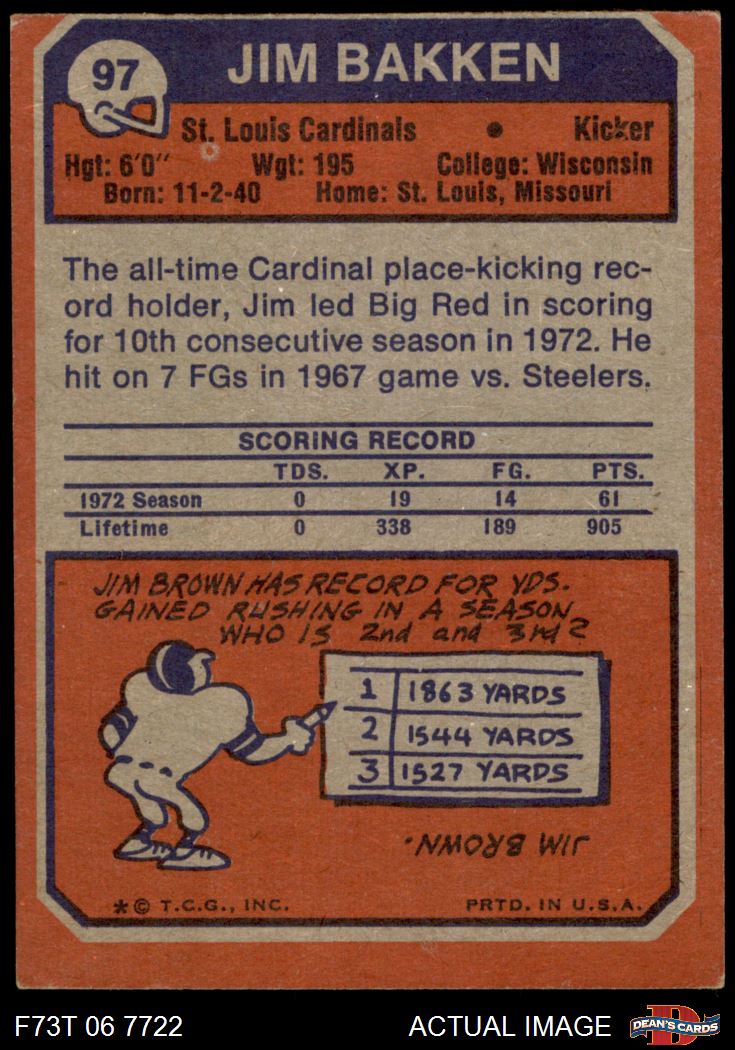 97
JIM BAKKEN
St. Louis Cardinals • Kicker
Hgt: 6'0" Wgt: 195 College: Wisconsin
Born: 11-2-40 Home: St. Louis, Missouri
The all-time Cardinal place-kicking rec-
ord holder, Jim led Big Red in scoring
for 10th consecutive season in 1972. He
hit on 7 FGs in 1967 game vs. Steelers.
SCORING RECORD
TDS. XP. FG. PTS.
1972 Season 0 19 14 61
Lifetime 0 338 189 905
JIM BROWN HAS RECORD FOR YDS.
GAINED RUSHING IN A SEASON.
WHO IS 2nd and 3rd?
1 1863 YARDS
2 1544 YARDS
3 1527 YARDS
JIM BROWN.
* © T.C.G., INC. PRTD. IN U.S.A.
F73T 06 7722 ACTUAL IMAGE D DEAN'S CARDS